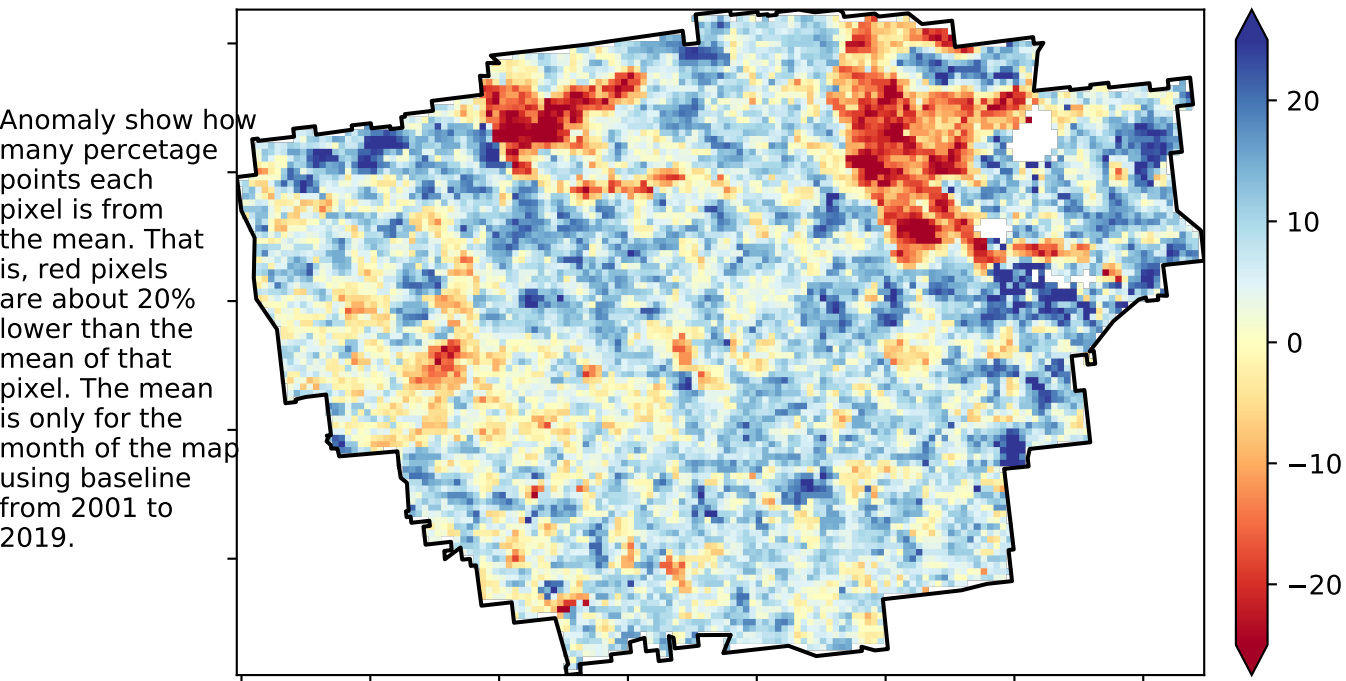 Anomaly show how
many percetage
points each
pixel is from
the mean. That
is, red pixels
are about 20%
lower than the
mean of that
pixel. The mean
is only for the
month of the map
using baseline
from 2001 to
2019.
20
10
0
−10
−20